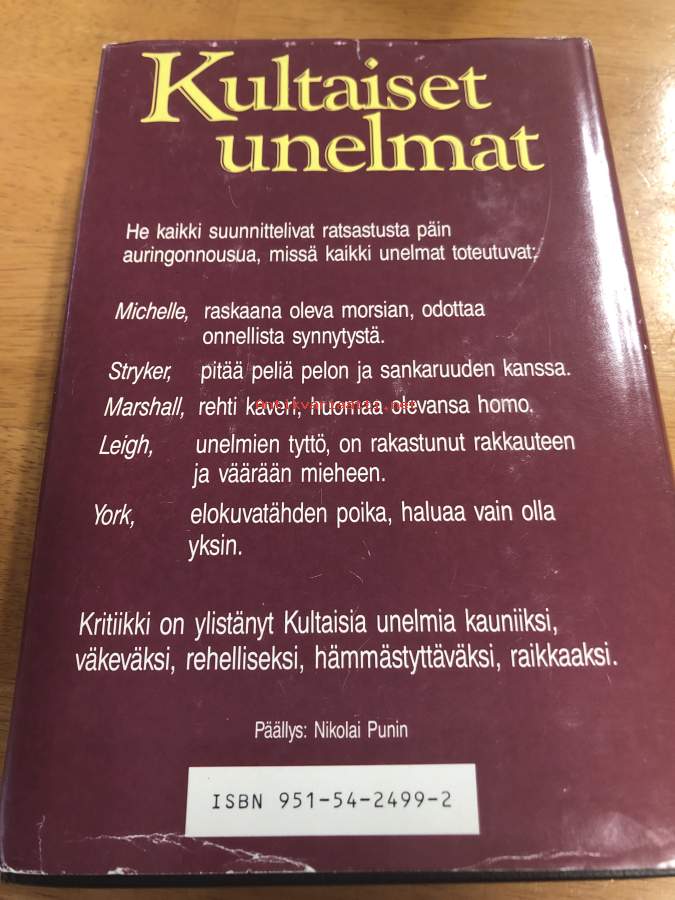 Kultaiset
unelmat
He kaikki suunnittelivat ratsastusta päin
auringonnousua, missä kaikki unelmat toteutuvat:
Michelle, raskaana oleva morsian, odottaa
onnellista synnytystä.
Stryker, pitää peliä pelon ja sankaruuden kanssa.
Marshall, rehti kaveri, huomaa olevansa homo.
antikvariaatti.net
Leigh, unelmien tyttö, on rakastunut rakkauteen
ja väärään mieheen.
York, elokuvatähden poika, haluaa vain olla
yksin.
Kritiikki on ylistänyt Kultaisia unelmia kauniiksi,
väkeväksi, rehelliseksi, hämmästyttäväksi, raikkaaksi.
Päällys: Nikolai Punin
ISBN 951-54-2499-2